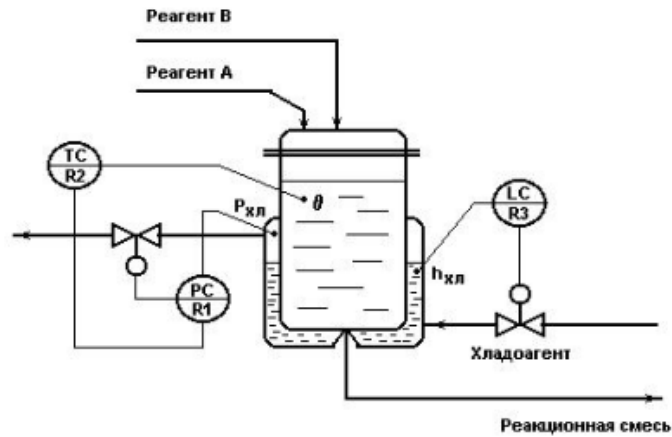 Реагент В
Реагент А
TC
R2
Pхл
θ
LC
R3
hхл
PC
R1
Хладоагент
Реакционная смесь